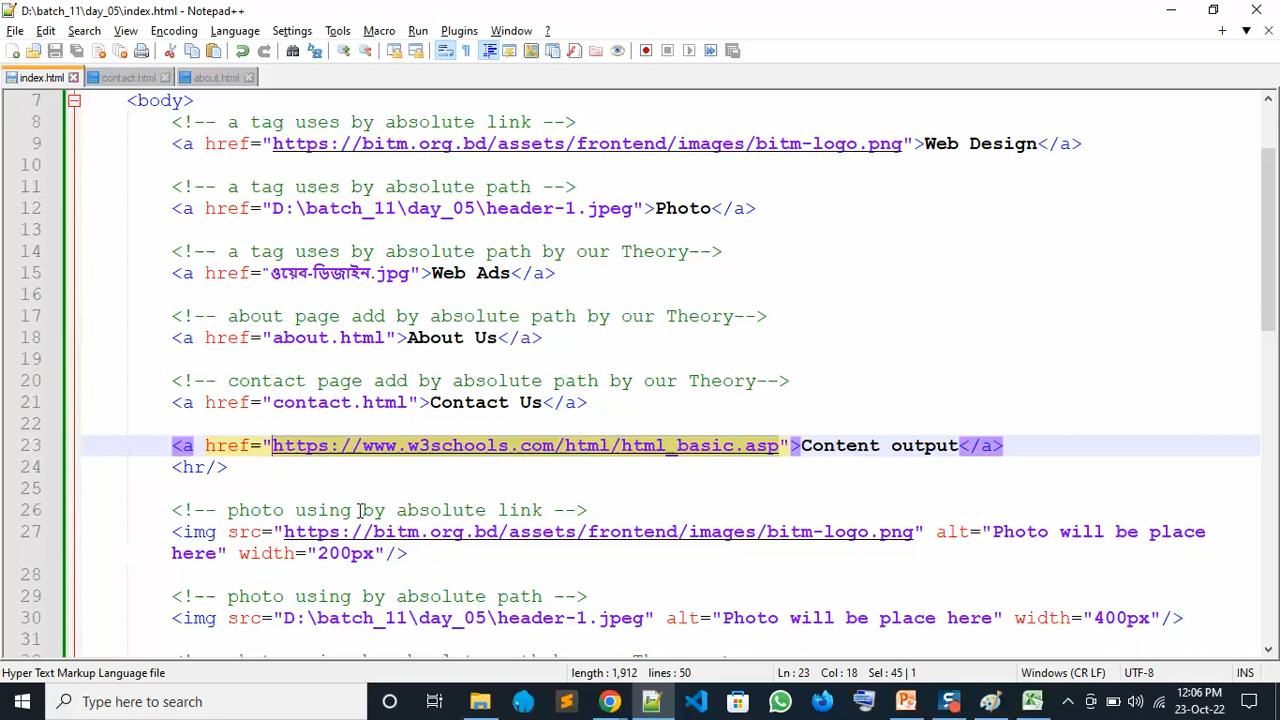 D:\batch_11\day_05\index.html - Notepad++
File Edit Search View Encoding Language Settings Tools Macro Run Plugins Window ?
index.html contact.html about.html
7 <body>
8 <!-- a tag uses by absolute link -->
9 <a href="https://bitm.org.bd/assets/frontend/images/bitm-logo.png">Web Design</a>
10
11 <!-- a tag uses by absolute path -->
12 <a href="D:\batch_11\day_05\header-1.jpeg">Photo</a>
13
14 <!-- a tag uses by absolute path by our Theory-->
15 <a href="ওয়েব-ডিজাইন.jpg">Web Ads</a>
16
17 <!-- about page add by absolute path by our Theory-->
18 <a href="about.html">About Us</a>
19
20 <!-- contact page add by absolute path by our Theory-->
21 <a href="contact.html">Contact Us</a>
22
23 <a href="https://www.w3schools.com/html/html_basic.asp">Content output</a>
24 <hr/>
25
26 <!-- photo using by absolute link -->
27 <img src="https://bitm.org.bd/assets/frontend/images/bitm-logo.png" alt="Photo will be place
here" width="200px"/>
28
29 <!-- photo using by absolute path -->
30 <img src="D:\batch_11\day_05\header-1.jpeg" alt="Photo will be place here" width="400px"/>
31
Hyper Text Markup Language file length : 1,912 lines : 50 Ln : 23 Col : 18 Sel : 45 | 1 Windows (CR LF) UTF-8 INS
Type here to search
12:06 PM
23-Oct-22